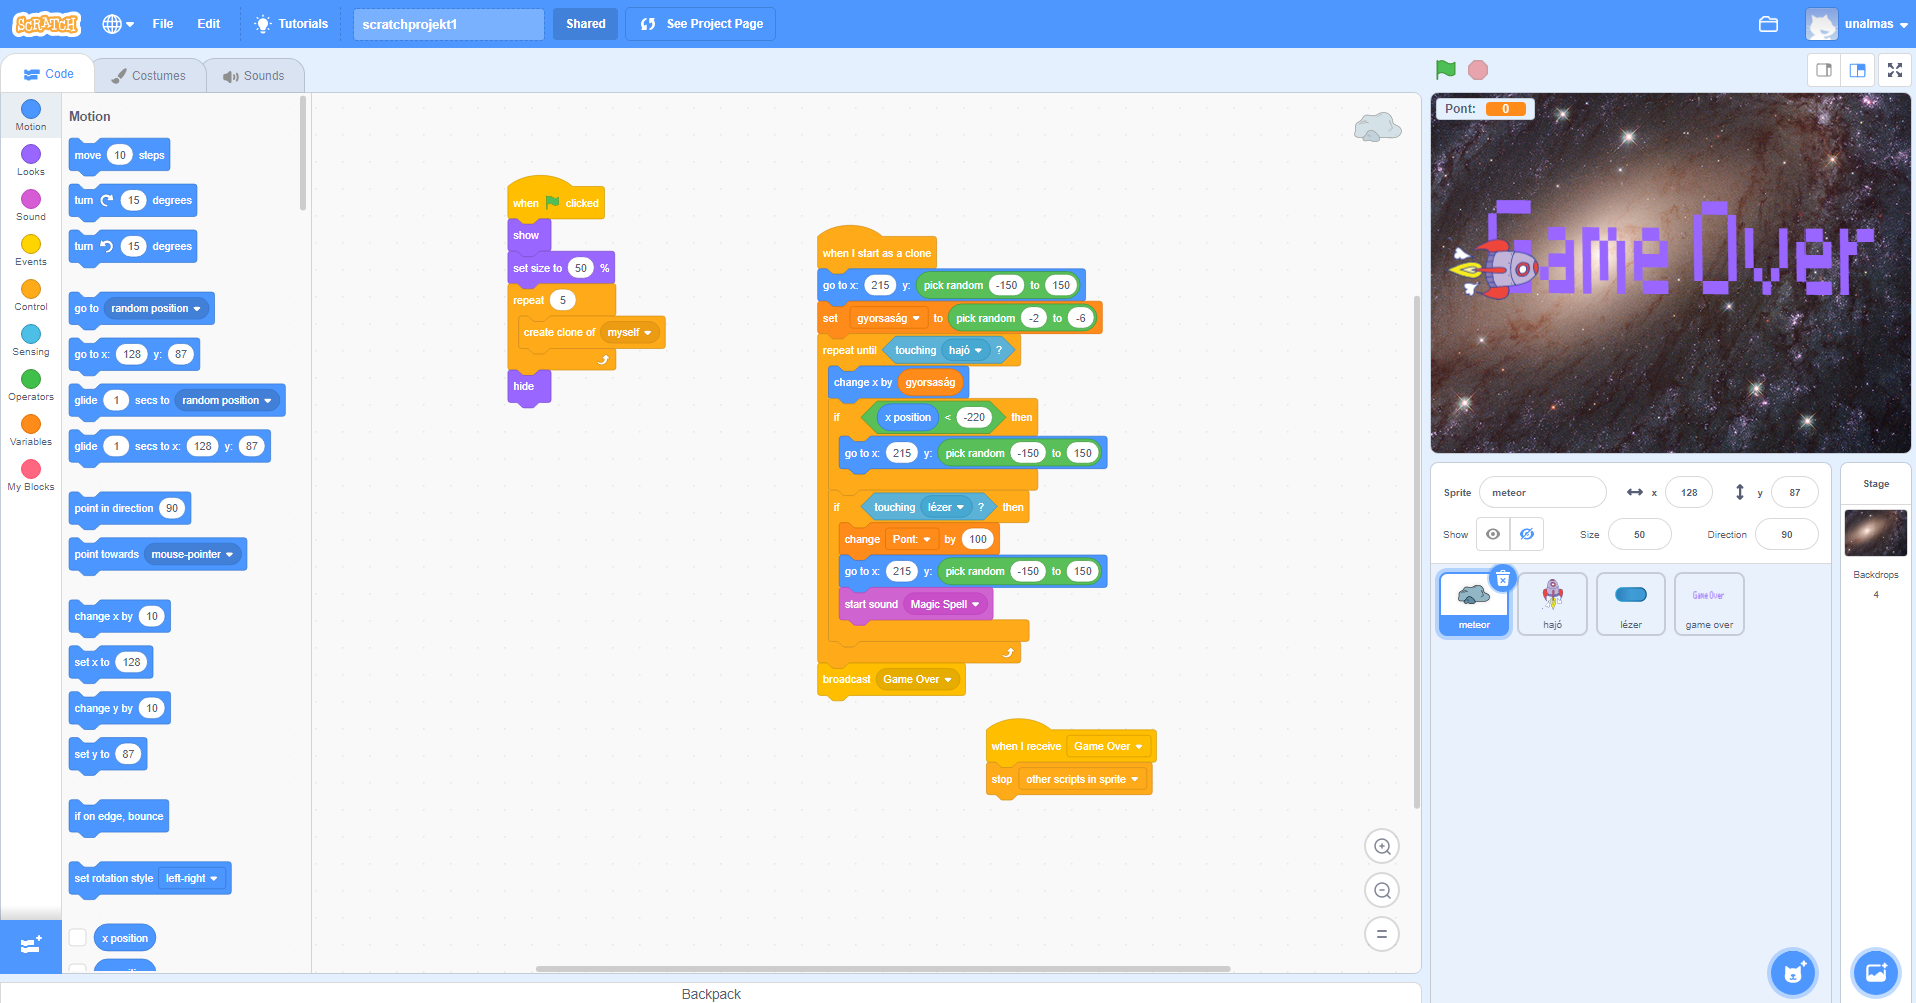 SCRATCH
File
Edit
Tutorials
scratchprojekt1
Shared
See Project Page
unalmas
Code
Costumes
Sounds
Motion
Looks
Sound
Events
Control
Sensing
Operators
Variables
My Blocks
Motion
move 10 steps
turn 15 degrees
turn 15 degrees
go to random position
go to x: 128 y: 87
glide 1 secs to random position
glide 1 secs to x: 128 y: 87
point in direction 90
point towards mouse-pointer
change x by 10
set x to 128
change y by 10
set y to 87
if on edge, bounce
set rotation style left-right
x position
when clicked
show
set size to 50 %
repeat 5
create clone of myself
hide
when I start as a clone
go to x: 215 y: pick random -150 to 150
set gyorsaság to pick random -2 to -6
repeat until touching hajó ?
change x by gyorsaság
if x position < -220 then
go to x: 215 y: pick random -150 to 150
if touching lézer ? then
change Pont: by 100
go to x: 215 y: pick random -150 to 150
start sound Magic Spell
broadcast Game Over
when I receive Game Over
stop other scripts in sprite
Pont: 0
Game Over
Sprite meteor x 128 y 87
Show Size 50 Direction 90
meteor
hajó
lézer
Game Over
game over
Stage
Backdrops
4
Backpack